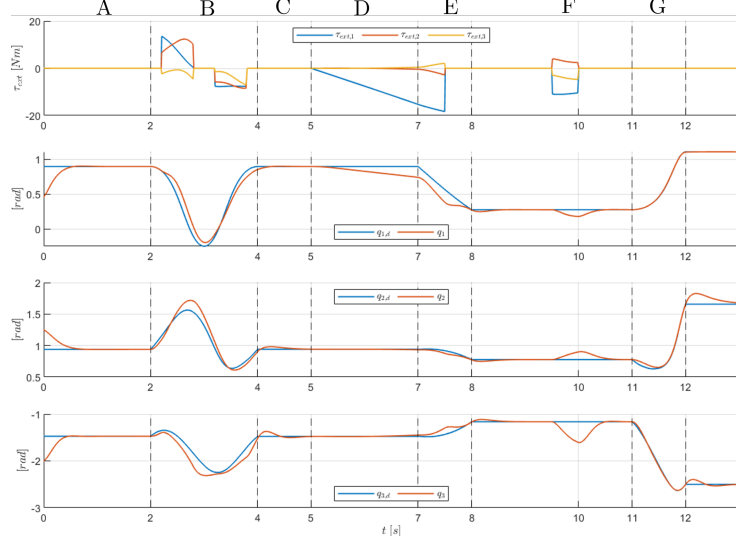 A B C D E F G
20
0
-20
τ_ext [Nm]
τ_ext,1 τ_ext,2 τ_ext,3
0 2 4 5 7 8 10 11 12
1
0.5
0
[rad]
q_1,d q_1
0 2 4 5 7 8 10 11 12
2
1.5
1
0.5
[rad]
q_2,d q_2
0 2 4 5 7 8 10 11 12
-1
-2
-3
[rad]
q_3,d q_3
0 2 4 5 7 8 10 11 12
t [s]